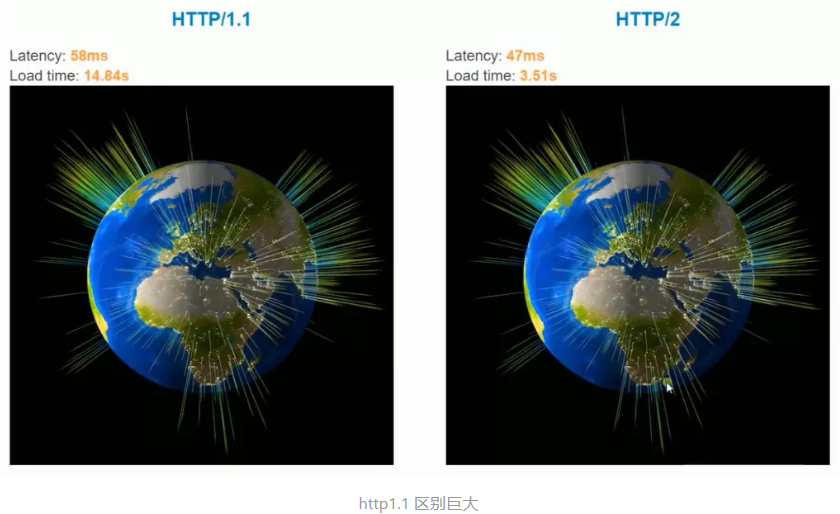 HTTP/1.1
Latency: 58ms
Load time: 14.84s
HTTP/2
Latency: 47ms
Load time: 3.51s
http1.1 区别巨大